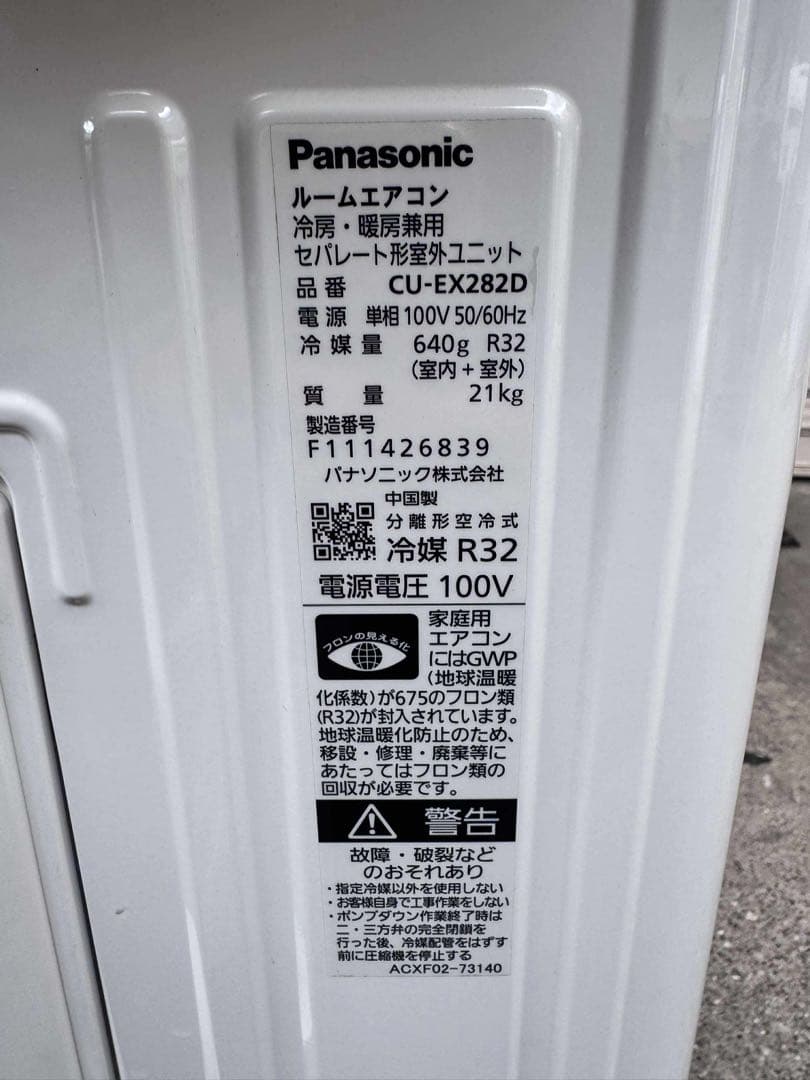 Panasonic
ルームエアコン
冷房・暖房兼用
セパレート形室外ユニット
品番 CU-EX282D
電源 単相100V 50/60Hz
冷媒量 640g R32
(室内+室外)
質量 21kg
製造番号
F111426839
パナソニック株式会社
中国製
分離形空冷式
冷媒 R32
電源電圧 100V
フロンの見える化
家庭用
エアコン
にはGWP
(地球温暖
化係数)が675のフロン類
(R32)が封入されています。
地球温暖化防止のため、
移設・修理・廃棄等に
あたってはフロン類の
回収が必要です。
警告
故障・破裂など
のおそれあり
・指定冷媒以外を使用しない
・お客様自身で工事作業をしない
・ポンプダウン作業終了時は
二・三方弁の完全閉鎖を
行った後、冷媒配管をはずす
前に圧縮機を停止する
ACXF02-73140